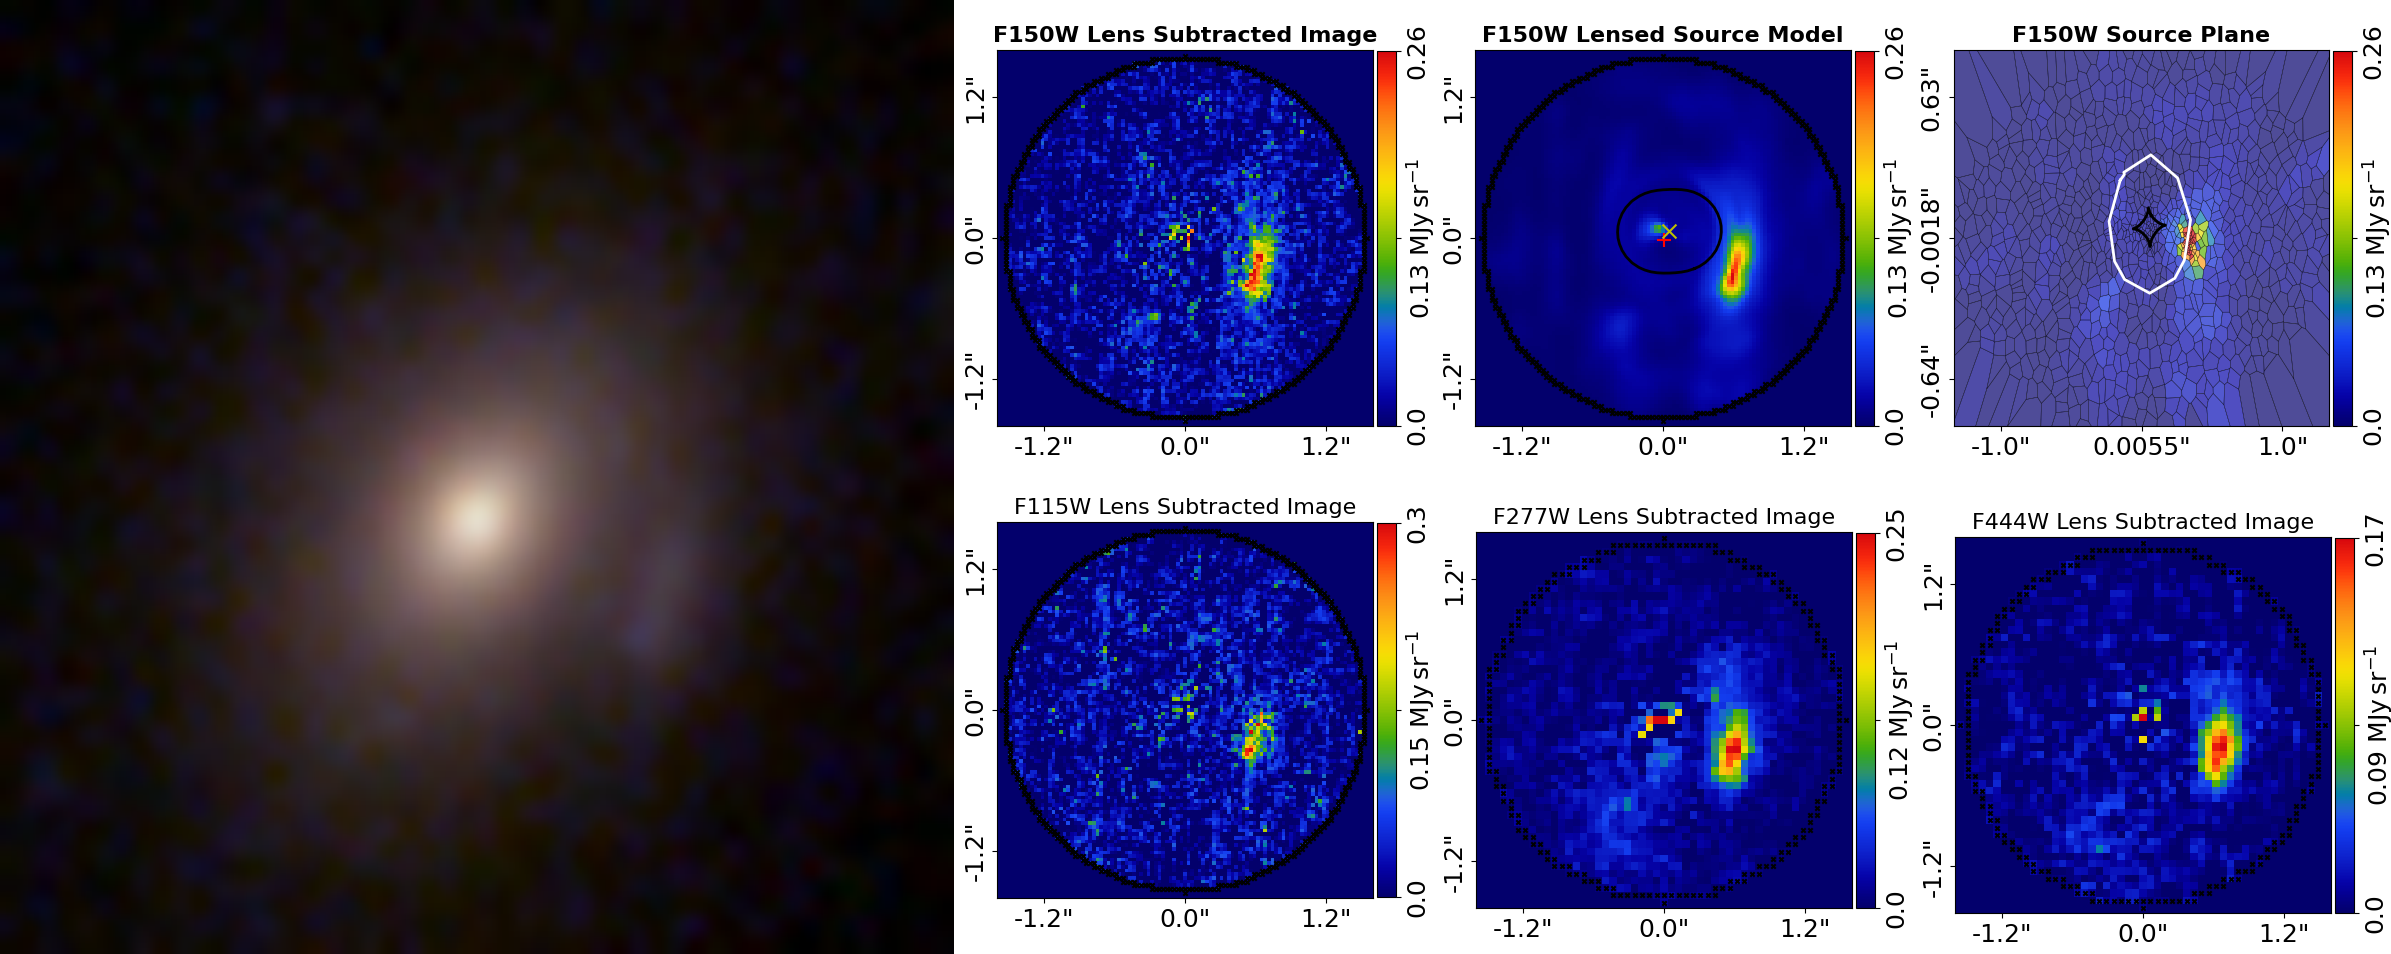 F150W Lens Subtracted Image
1.2"
0.0"
-1.2"
-1.2" 0.0" 1.2"
0.26
0.13 MJy sr⁻¹
0.0
F150W Lensed Source Model
1.2"
0.0"
-1.2"
-1.2" 0.0" 1.2"
0.26
0.13 MJy sr⁻¹
0.0
F150W Source Plane
0.63"
-0.0018"
-0.64"
-1.0" 0.0055" 1.0"
0.26
0.13 MJy sr⁻¹
0.0
F115W Lens Subtracted Image
1.2"
0.0"
-1.2"
-1.2" 0.0" 1.2"
0.3
0.15 MJy sr⁻¹
0.0
F277W Lens Subtracted Image
1.2"
0.0"
-1.2"
-1.2" 0.0" 1.2"
0.25
0.12 MJy sr⁻¹
0.0
F444W Lens Subtracted Image
1.2"
0.0"
-1.2"
-1.2" 0.0" 1.2"
0.17
0.09 MJy sr⁻¹
0.0